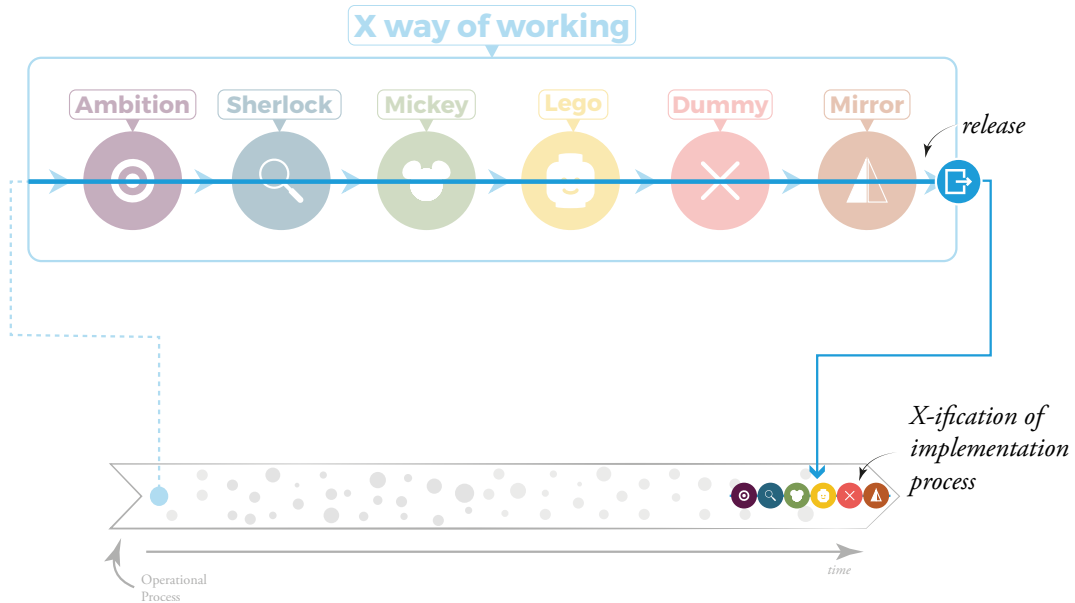 X way of working
Ambition
Sherlock
Mickey
Lego
Dummy
Mirror
release
X-ification of
implementation
process
time
Operational
Process